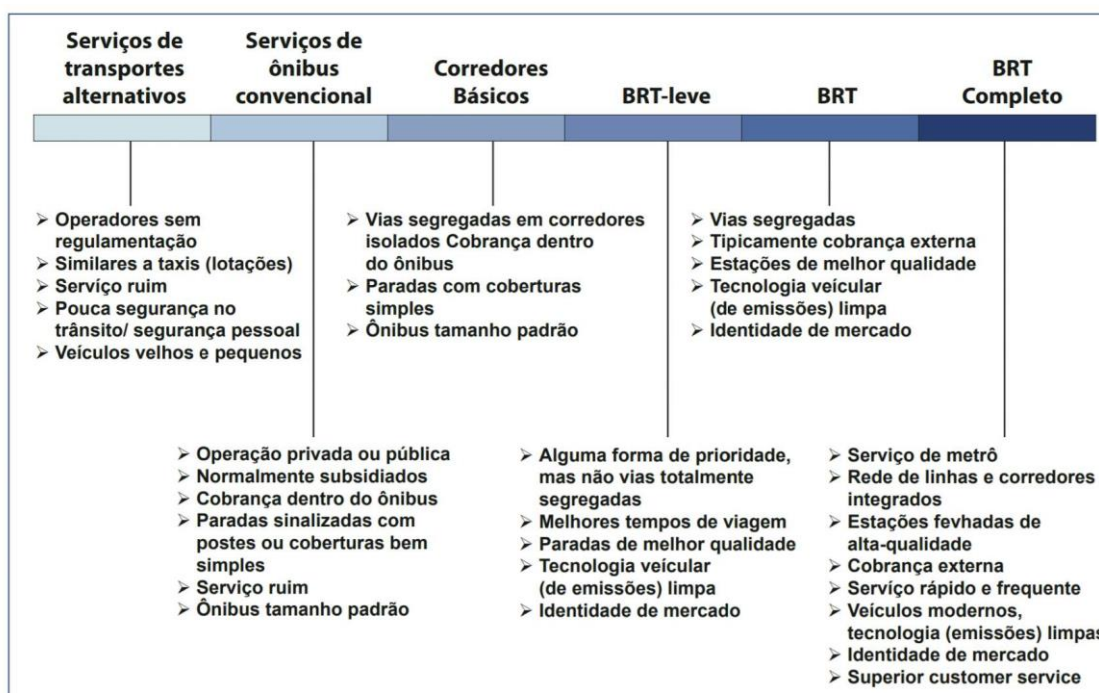 Serviços de
transportes
alternativos
Serviços de
ônibus
convencional
Corredores
Básicos
BRT-leve
BRT
BRT
Completo
➢ Operadores sem
regulamentação
➢ Similares a taxis (lotações)
➢ Servíço ruim
➢ Pouca segurança no
trânsito/ segurança pessoal
➢ Veículos velhos e pequenos
➢ Vias segregadas em corredores
isolados Cobrança dentro
do ônibus
➢ Paradas com coberturas
simples
➢ Ônibus tamanho padrão
➢ Vias segregadas
➢ Tipicamente cobrança externa
➢ Estações de melhor qualidade
➢ Tecnologia veícular
(de emissões) limpa
➢ Identidade de mercado
➢ Operação privada ou pública
➢ Normalmente subsidiados
➢ Cobrança dentro do ônibus
➢ Paradas sinalizadas com
postes ou coberturas bem
simples
➢ Serviço ruim
➢ Ônibus tamanho padrão
➢ Alguma forma de prioridade,
mas não vias totalmente
segregadas
➢ Melhores tempos de viagem
➢ Paradas de melhor qualidade
➢ Tecnologia veícular
(de emissões) limpa
➢ Identidade de mercado
➢ Serviço de metrô
➢ Rede de linhas e corredores
integrados
➢ Estações fevhadas de
alta-qualidade
➢ Cobrança externa
➢ Servíço rápido e frequente
➢ Veículos modernos,
tecnologia (emissões) limpas
➢ Identidade de mercado
➢ Superior customer service